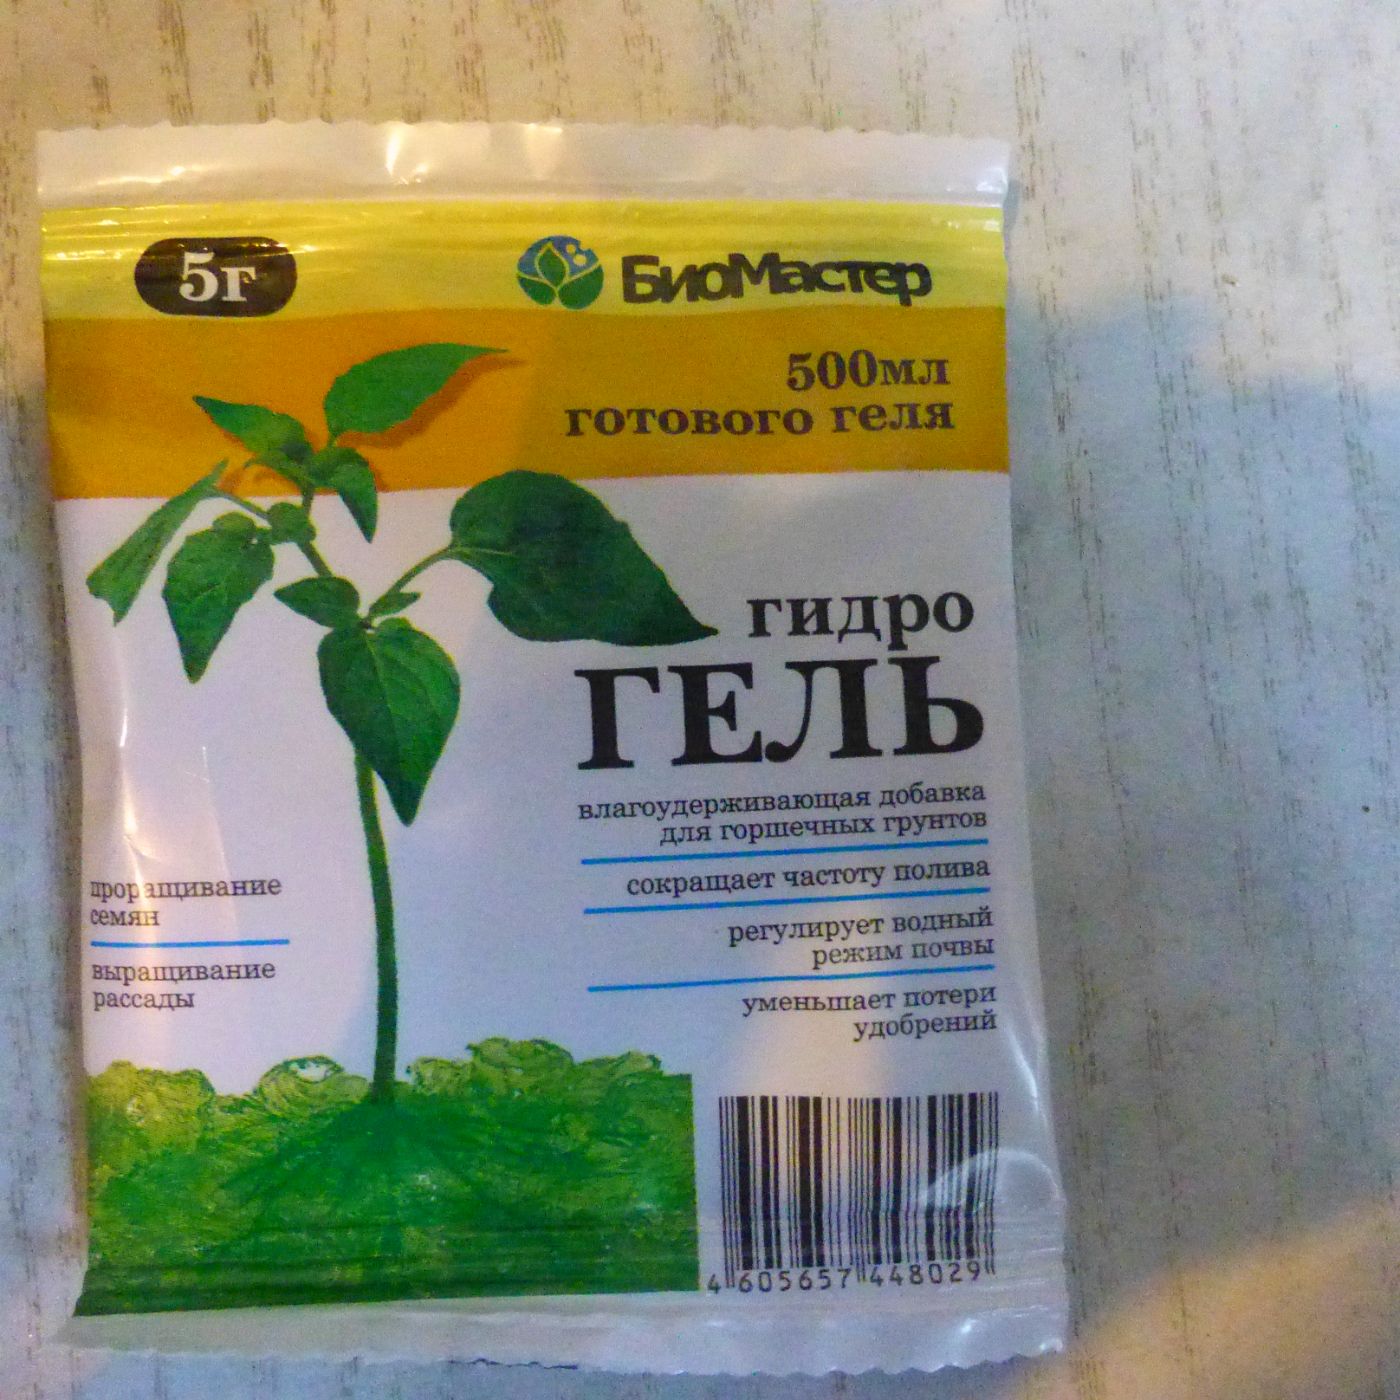 5г
БиоМастер
500мл
готового геля
гидро
ГЕЛЬ
влагоудерживающая добавка
для горшечных грунтов
сокращает частоту полива
регулирует водный
режим почвы
уменьшает потери
удобрений
проращивание
семян
выращивание
рассады
4 605657 448029